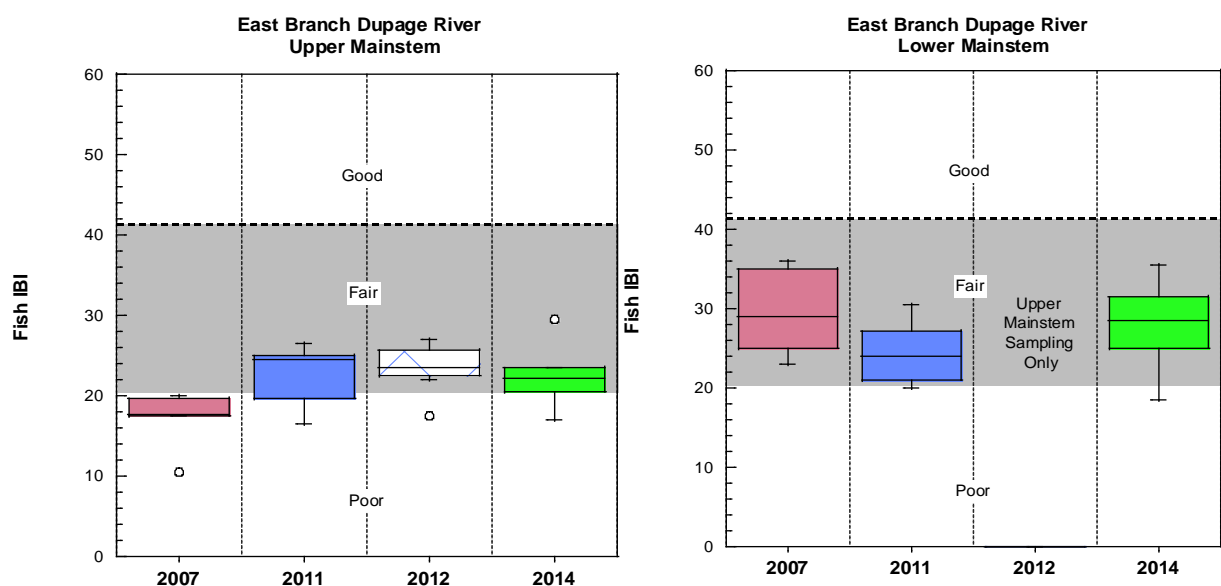 East Branch Dupage River
Upper Mainstem
60
50
40
30
20
10
0
Fish IBI
Good
Fair
Poor
2007
2011
2012
2014
East Branch Dupage River
Lower Mainstem
60
50
40
30
20
10
0
Fish IBI
Good
Fair
Upper
Mainstem
Sampling
Only
Poor
2007
2011
2012
2014